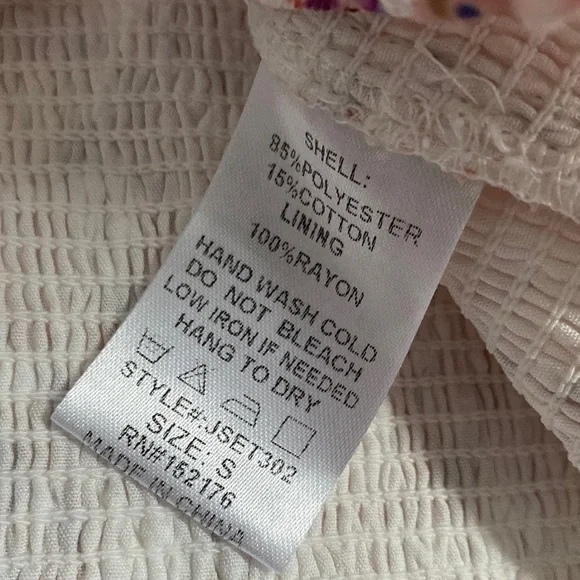 SHELL:
85%POLYESTER
15%COTTON
LINING
100%RAYON
HAND WASH COLD
DO NOT BLEACH
LOW IRON IF NEEDED
HANG TO DRY
STYLE#:JSET302
SIZE: S
RN#152176
MADE IN CHINA